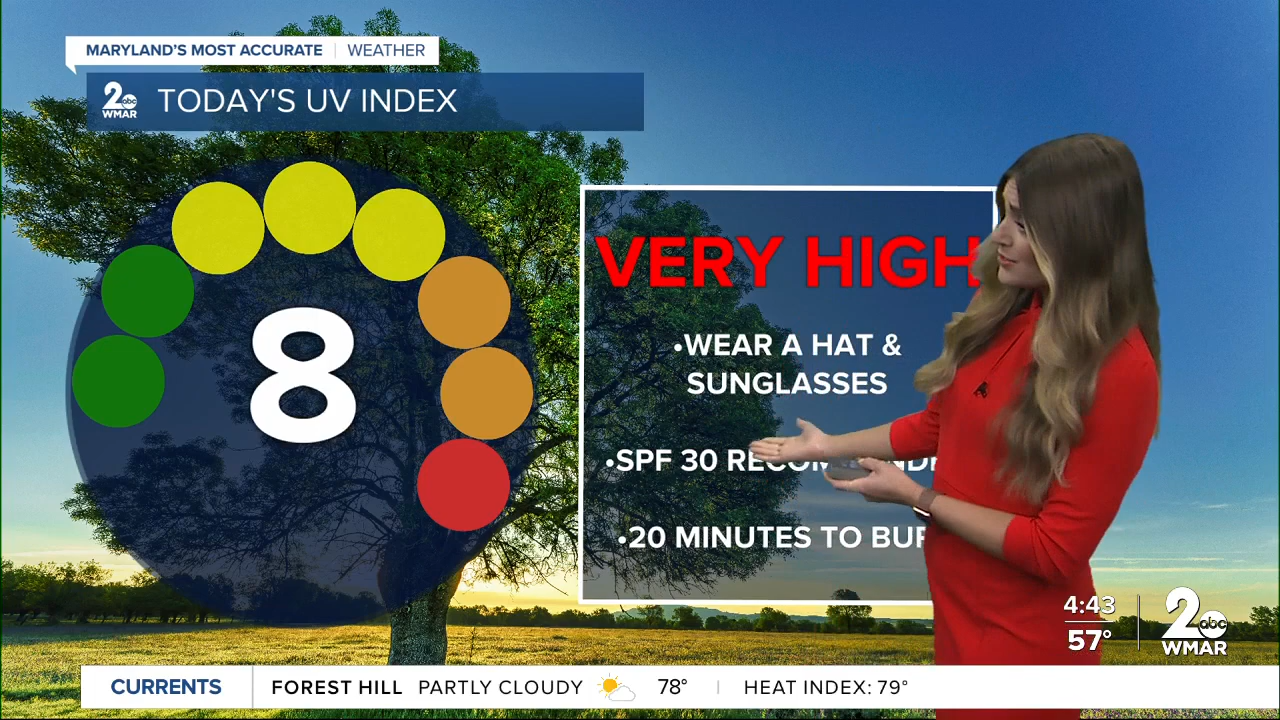 MARYLAND'S MOST ACCURATE | WEATHER
2 abc WMAR TODAY'S UV INDEX
8
VERY HIGH
•WEAR A HAT &
SUNGLASSES
•SPF 30
•20 MINUTES TO
4:43
57°
2 abc
WMAR
CURRENTS FOREST HILL PARTLY CLOUDY 78° | HEAT INDEX: 79°